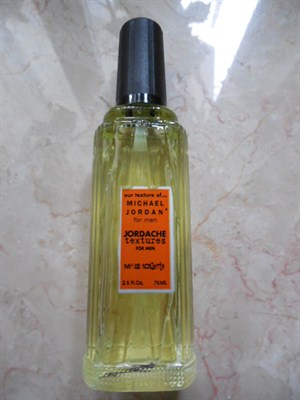 our texture of...
MICHAEL
JORDAN*
for men
JORDACHE
textures
FOR MEN
2.5 Fl.Oz. 75ML